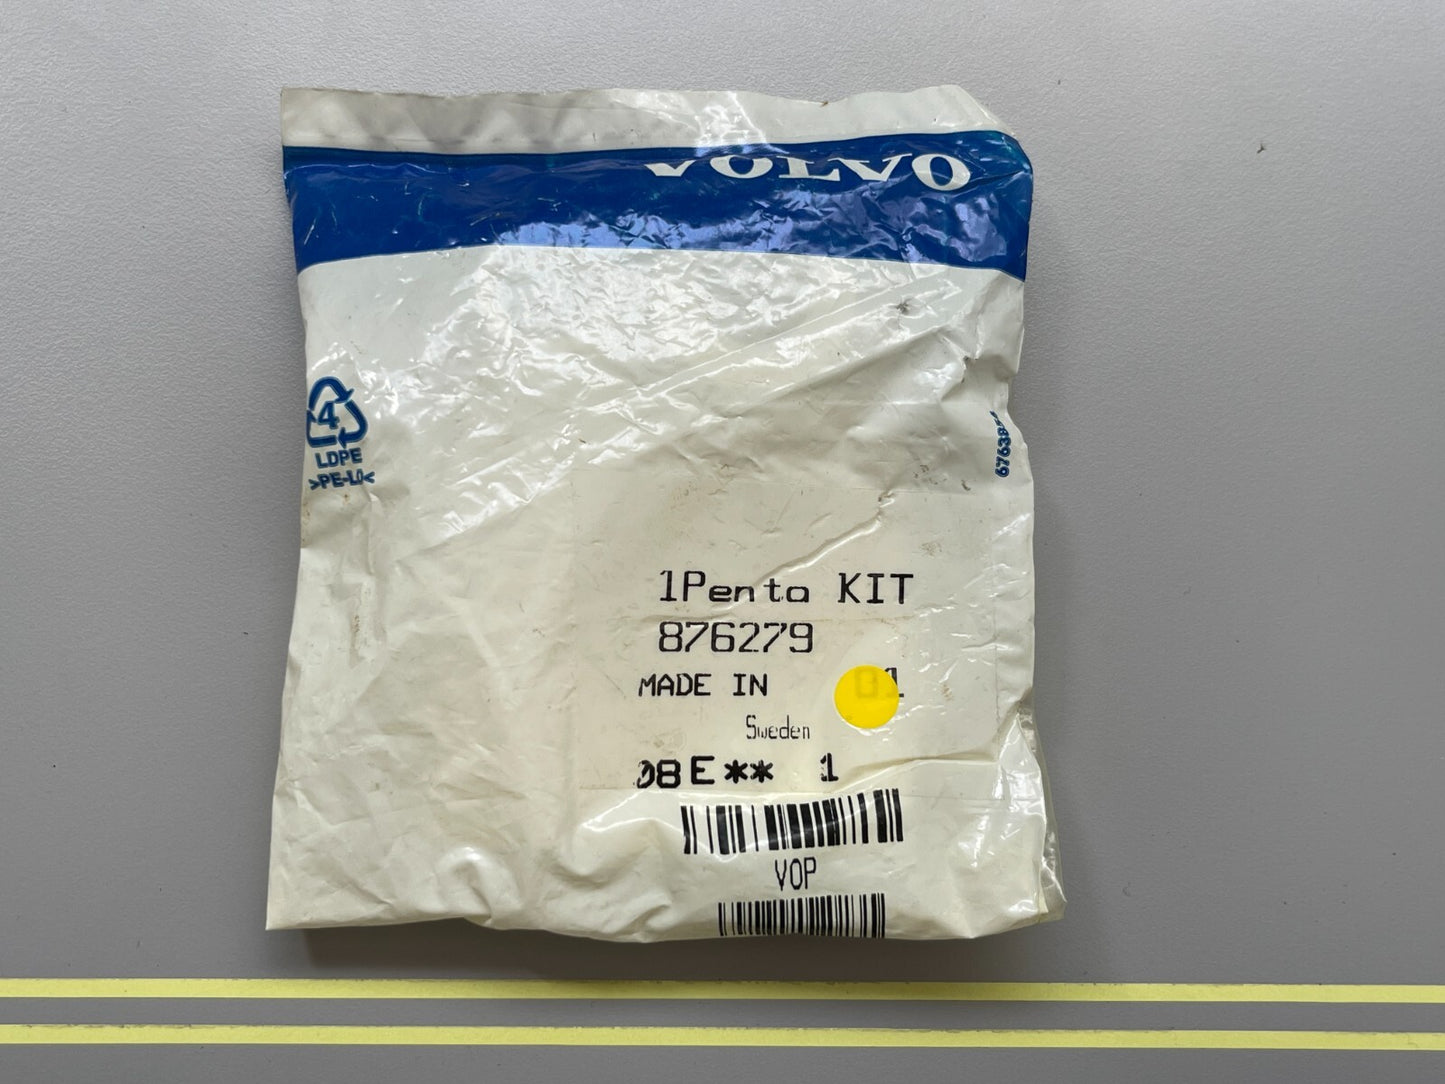 VOLVO
4
LDPE
>PE-LD<
1Penta KIT
876279
MADE IN
Sweden
08E** 1
VOP